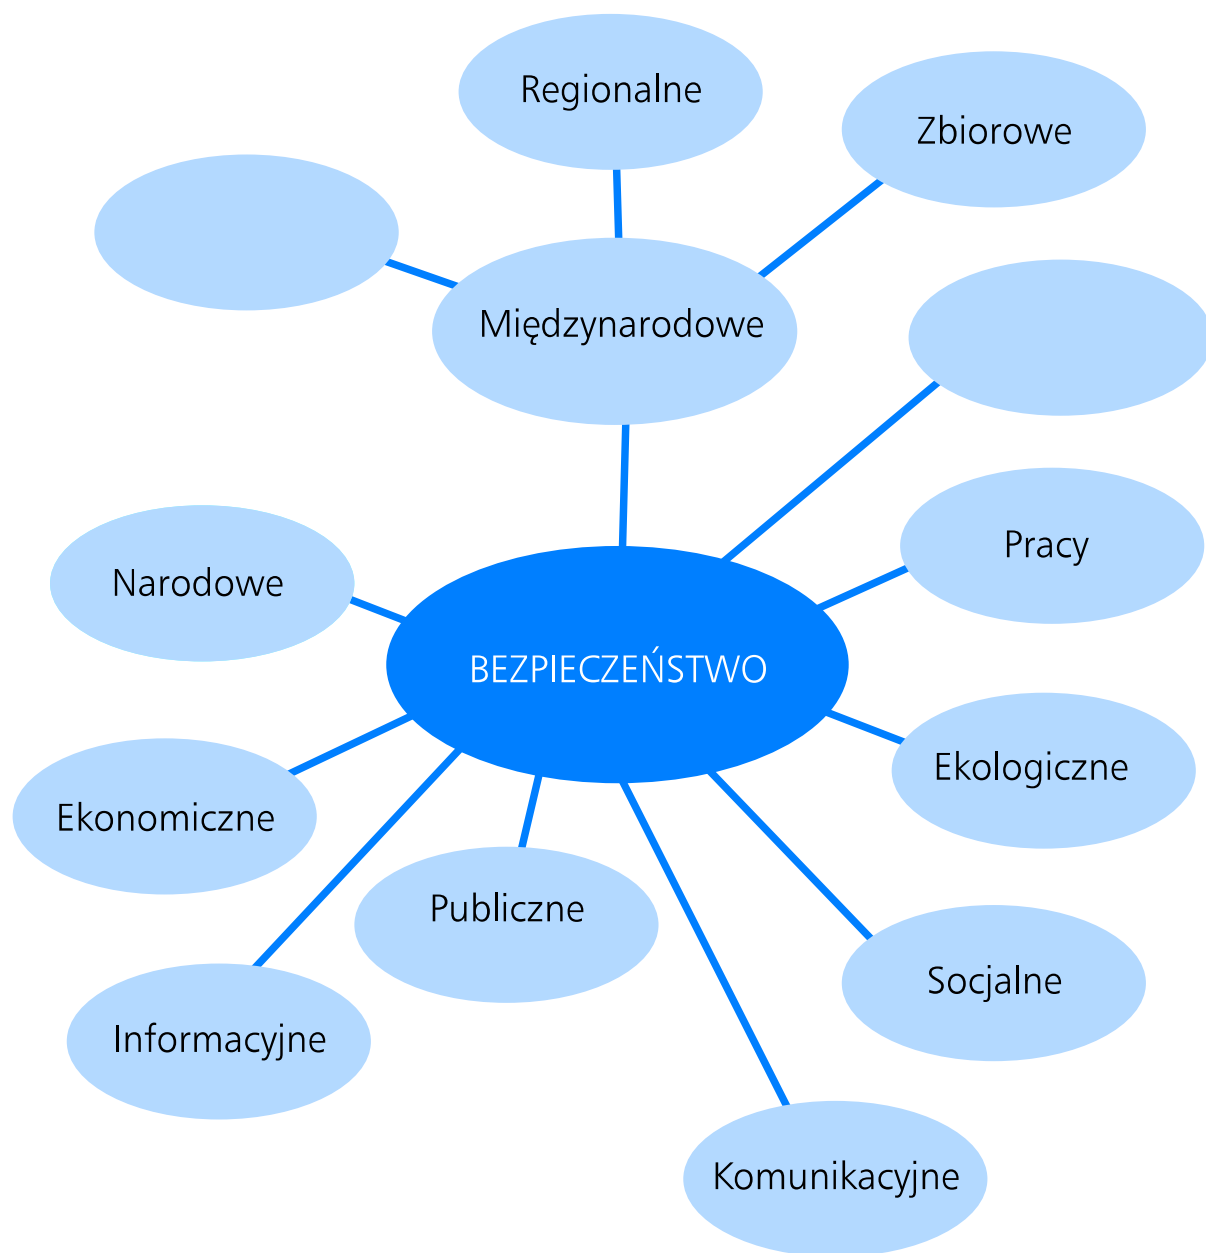 Regionalne
Zbiorowe
Międzynarodowe
Pracy
Narodowe
BEZPIECZEŃSTWO
Ekologiczne
Ekonomiczne
Publiczne
Socjalne
Informacyjne
Komunikacyjne